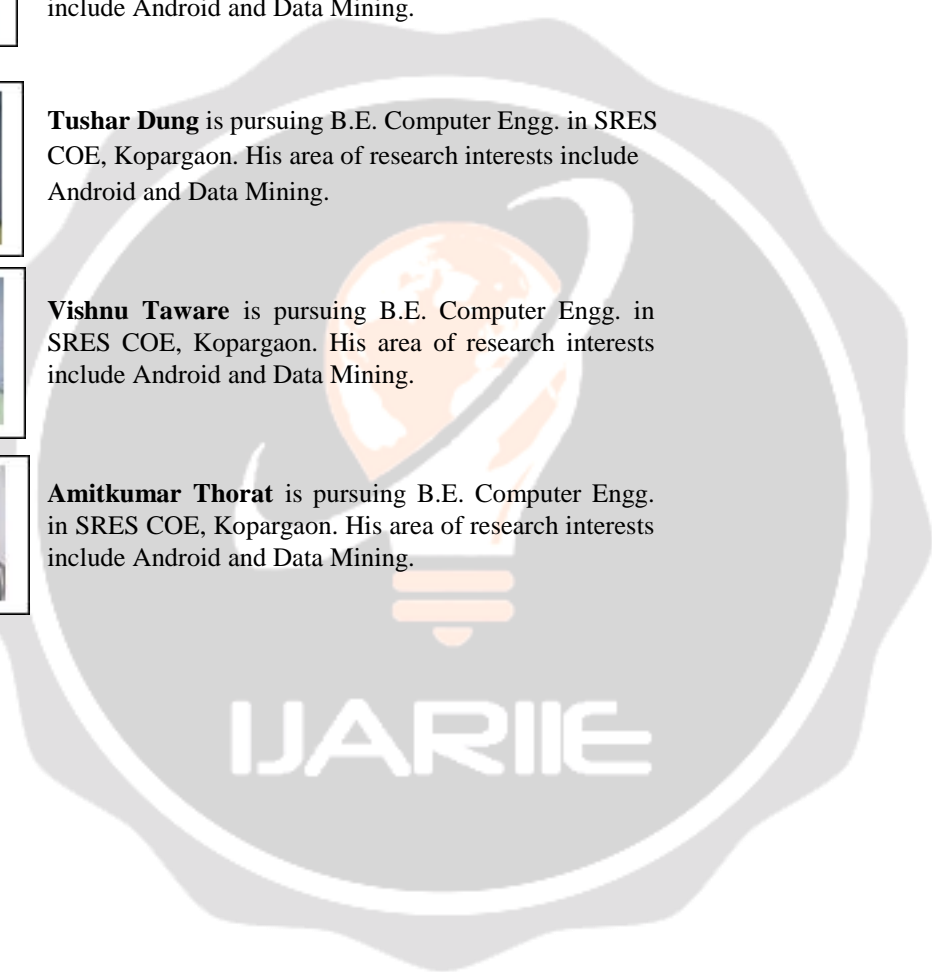 include Android and Data Mining.
Tushar Dung is pursuing B.E. Computer Engg. in SRES
COE, Kopargaon. His area of research interests include
Android and Data Mining.
Vishnu Taware is pursuing B.E. Computer Engg. in
SRES COE, Kopargaon. His area of research interests
include Android and Data Mining.
Amitkumar Thorat is pursuing B.E. Computer Engg.
in SRES COE, Kopargaon. His area of research interests
include Android and Data Mining.
IJARIIE